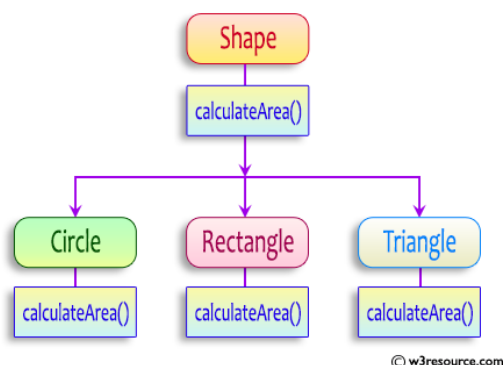 Shape
calculateArea()
Circle
Rectangle
Triangle
calculateArea()
calculateArea()
calculateArea()
© w3resource.com